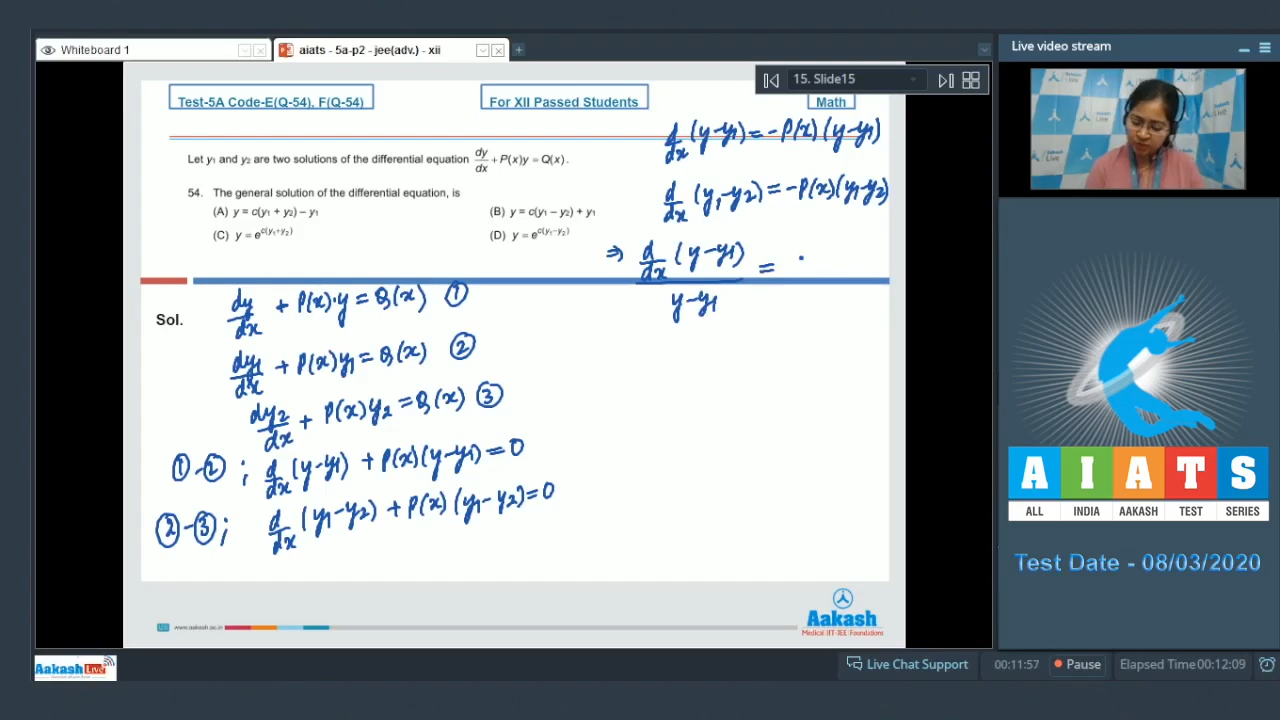 Whiteboard 1
aiats - 5a-p2 - jee(adv.) - xii
Live video stream
15. Slide15
Test-5A Code-E(Q-54), F(Q-54)
For XII Passed Students
Math
Let y₁ and y₂ are two solutions of the differential equation dy/dx + P(x)y = Q(x).
54. The general solution of the differential equation, is
(A) y = c(y₁ + y₂) – y₁
(B) y = c(y₁ – y₂) + y₁
(C) y = e^c(y₁+y₂)
(D) y = e^c(y₁–y₂)
d/dx (y-y₁) = -P(x) (y-y₁)
d/dx (y₁-y₂) = -P(x)(y₁-y₂)
⇒ d/dx (y-y₁) / y-y₁ =
Sol.
dy/dx + P(x)·y = Q(x) ①
dy₁/dx + P(x)y₁ = Q(x) ②
dy₂/dx + P(x)y₂ = Q(x) ③
①-② ; d/dx (y-y₁) + P(x)(y-y₁) = 0
②-③ ; d/dx (y₁-y₂) + P(x)(y₁-y₂) = 0
www.aakash.ac.in
Aakash
Medical | IIT-JEE | Foundations
AIATS
ALL INDIA AAKASH TEST SERIES
Test Date - 08/03/2020
Aakash Live
Live Chat Support
00:11:57
Pause
Elapsed Time 00:12:09